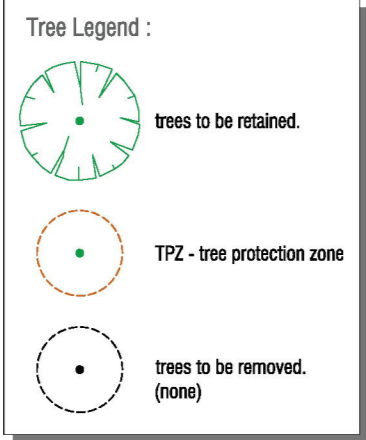 Tree Legend :
trees to be retained.
TPZ - tree protection zone
trees to be removed.
(none)